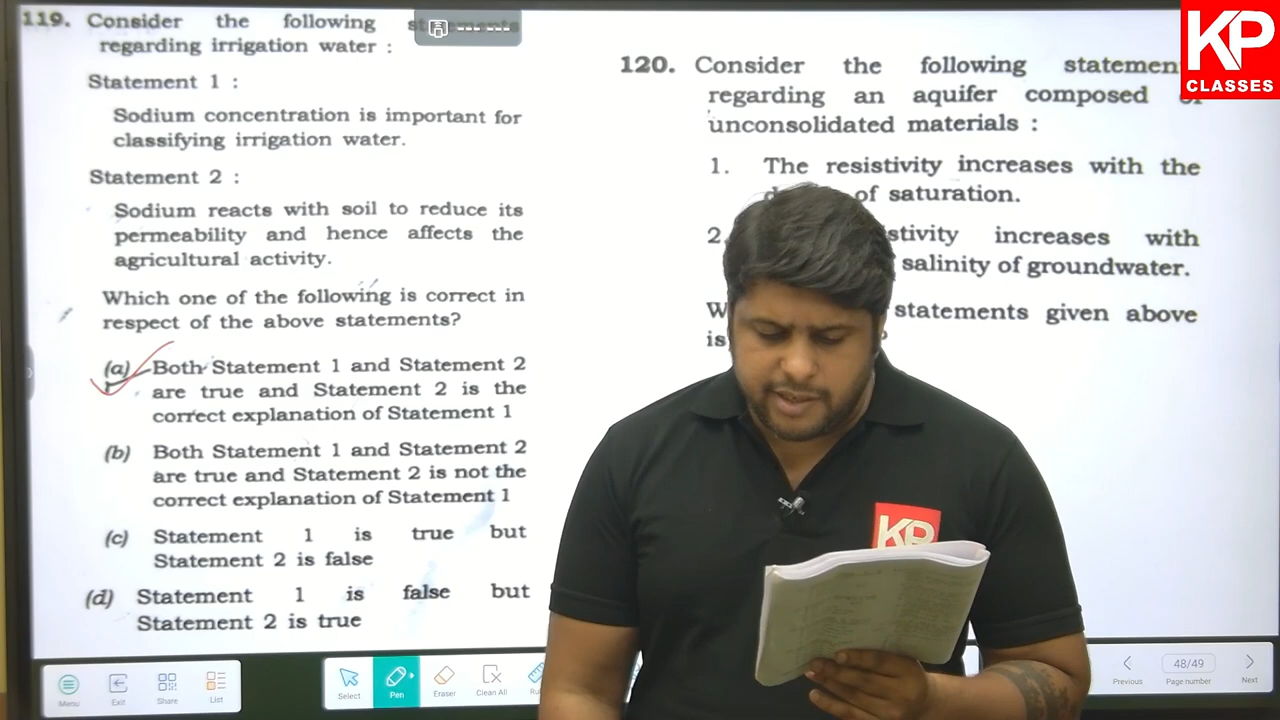 119. Consider the following
regarding irrigation water :
Statement 1 :
Sodium concentration is important for
classifying irrigation water.
Statement 2 :
Sodium reacts with soil to reduce its
permeability and hence affects the
agricultural activity.
Which one of the following is correct in
respect of the above statements?
(a) Both Statement 1 and Statement 2
are true and Statement 2 is the
correct explanation of Statement 1
(b) Both Statement 1 and Statement 2
are true and Statement 2 is not the
correct explanation of Statement 1
(c) Statement 1 is true but
Statement 2 is false
(d) Statement 1 is false but
Statement 2 is true
120. Consider the following
regarding an aquifer composed
unconsolidated materials :
1. The resistivity increases with the
of saturation.
2. increases with
salinity of groundwater.
statements given above
is
KP
CLASSES
KP
Menu
Exit
Share
List
Select
Pen
Eraser
Clean All
Previous
48/49
Page number
Next